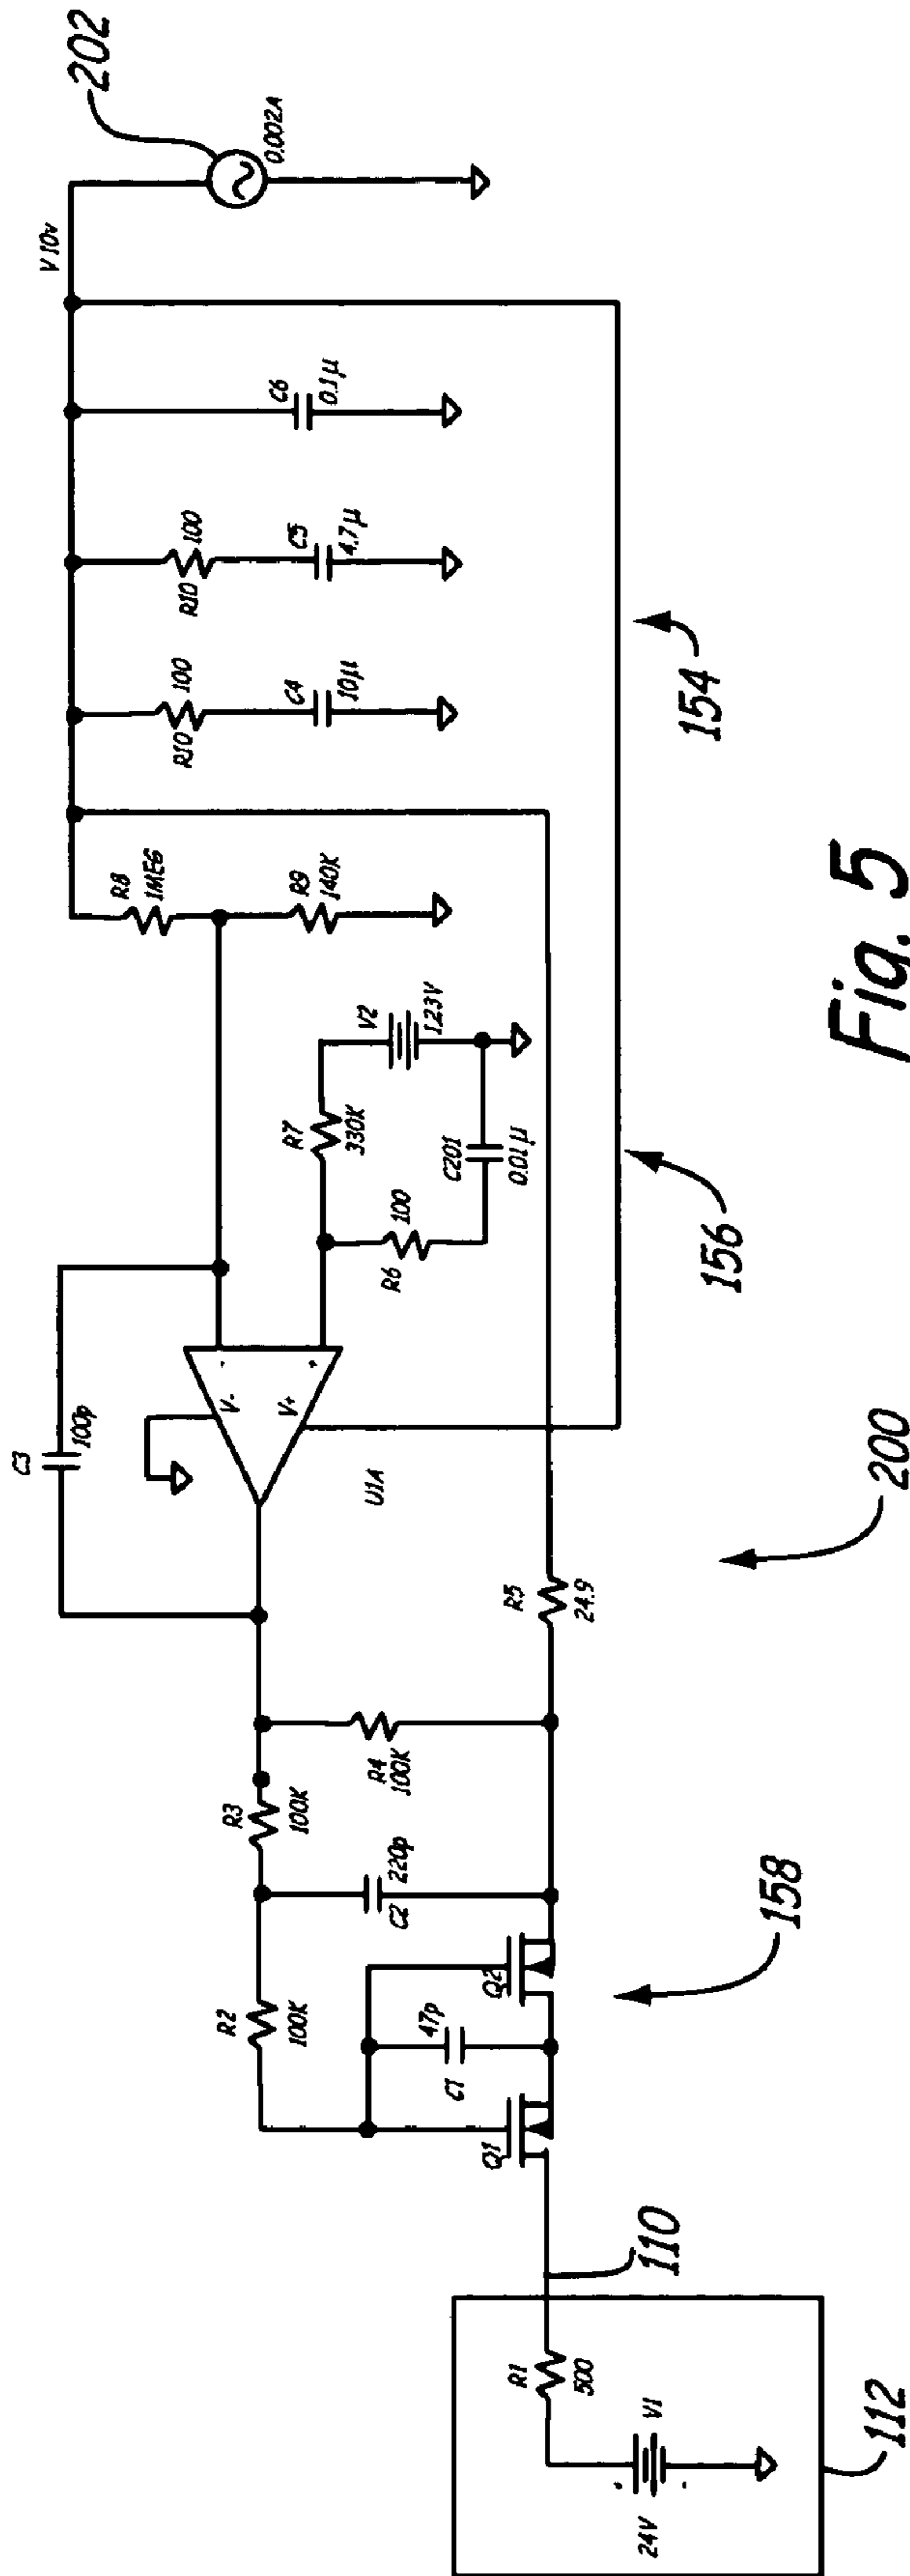 202
0.002A
V 10v
C6
0.1µ
100
C5
4.7µ
R10
100
C4
10µ
R10
R8
1MEG
R9
140K
V2
1.23V
R7
330K
C201
0.01µ
100
R6
C3
100p
-
+
V-
V+
U1A
R5
24.9
R4
100K
R3
100K
220p
C2
R2
100K
47p
C1
Q2
Q1
R1
500
V1
24V
110
112
158
200
156
154
Fig. 5